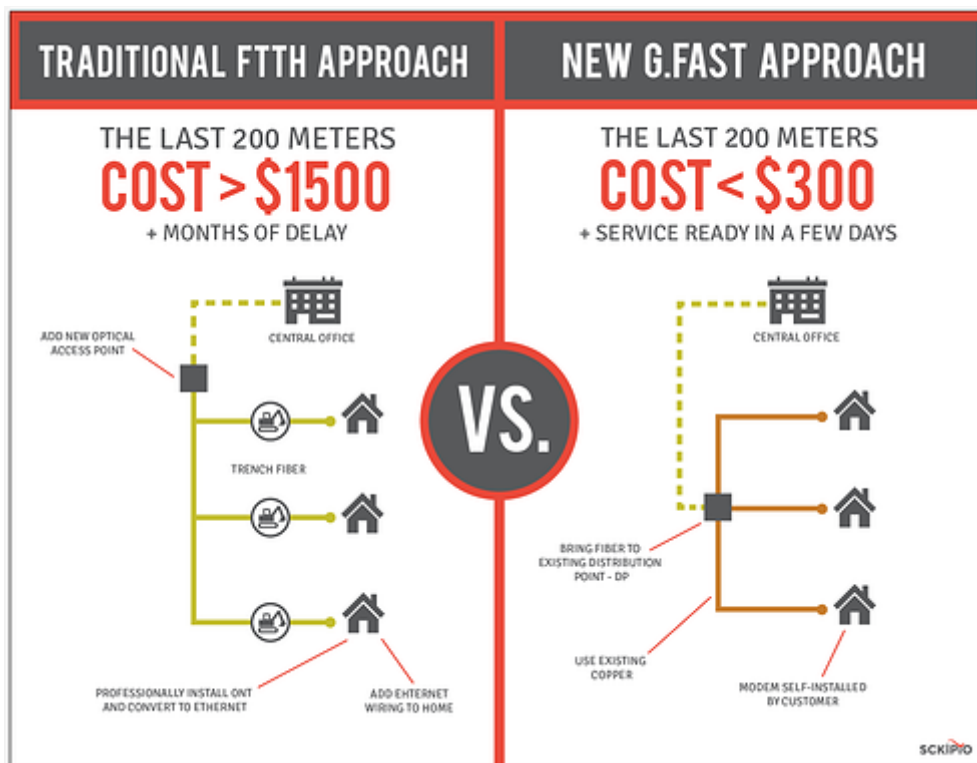 TRADITIONAL FTTH APPROACH
THE LAST 200 METERS
COST > $1500
+ MONTHS OF DELAY
CENTRAL OFFICE
ADD NEW OPTICAL
ACCESS POINT
TRENCH FIBER
PROFESSIONALLY INSTALL ONT
AND CONVERT TO ETHERNET
ADD EHTERNET
WIRING TO HOME
VS.
NEW G.FAST APPROACH
THE LAST 200 METERS
COST < $300
+ SERVICE READY IN A FEW DAYS
CENTRAL OFFICE
BRING FIBER TO
EXISTING DISTRIBUTION
POINT - DP
USE EXISTING
COPPER
MODEM SELF-INSTALLED
BY CUSTOMER
SCKIPIO